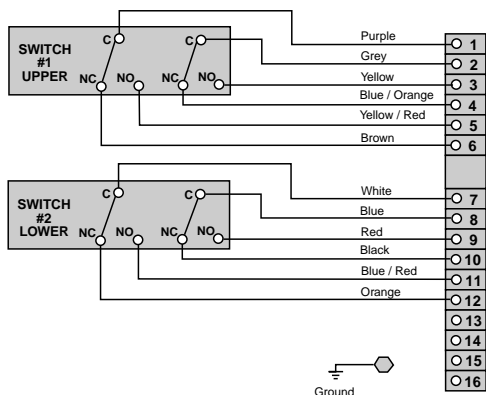 SWITCH
#1
UPPER
C
C
NC
NO
NC
NO
Purple
Grey
Yellow
Blue / Orange
Yellow / Red
Brown
1
2
3
4
5
6
SWITCH
#2
LOWER
C
C
NC
NO
NC
NO
White
Blue
Red
Black
Blue / Red
Orange
7
8
9
10
11
12
13
14
15
16
Ground